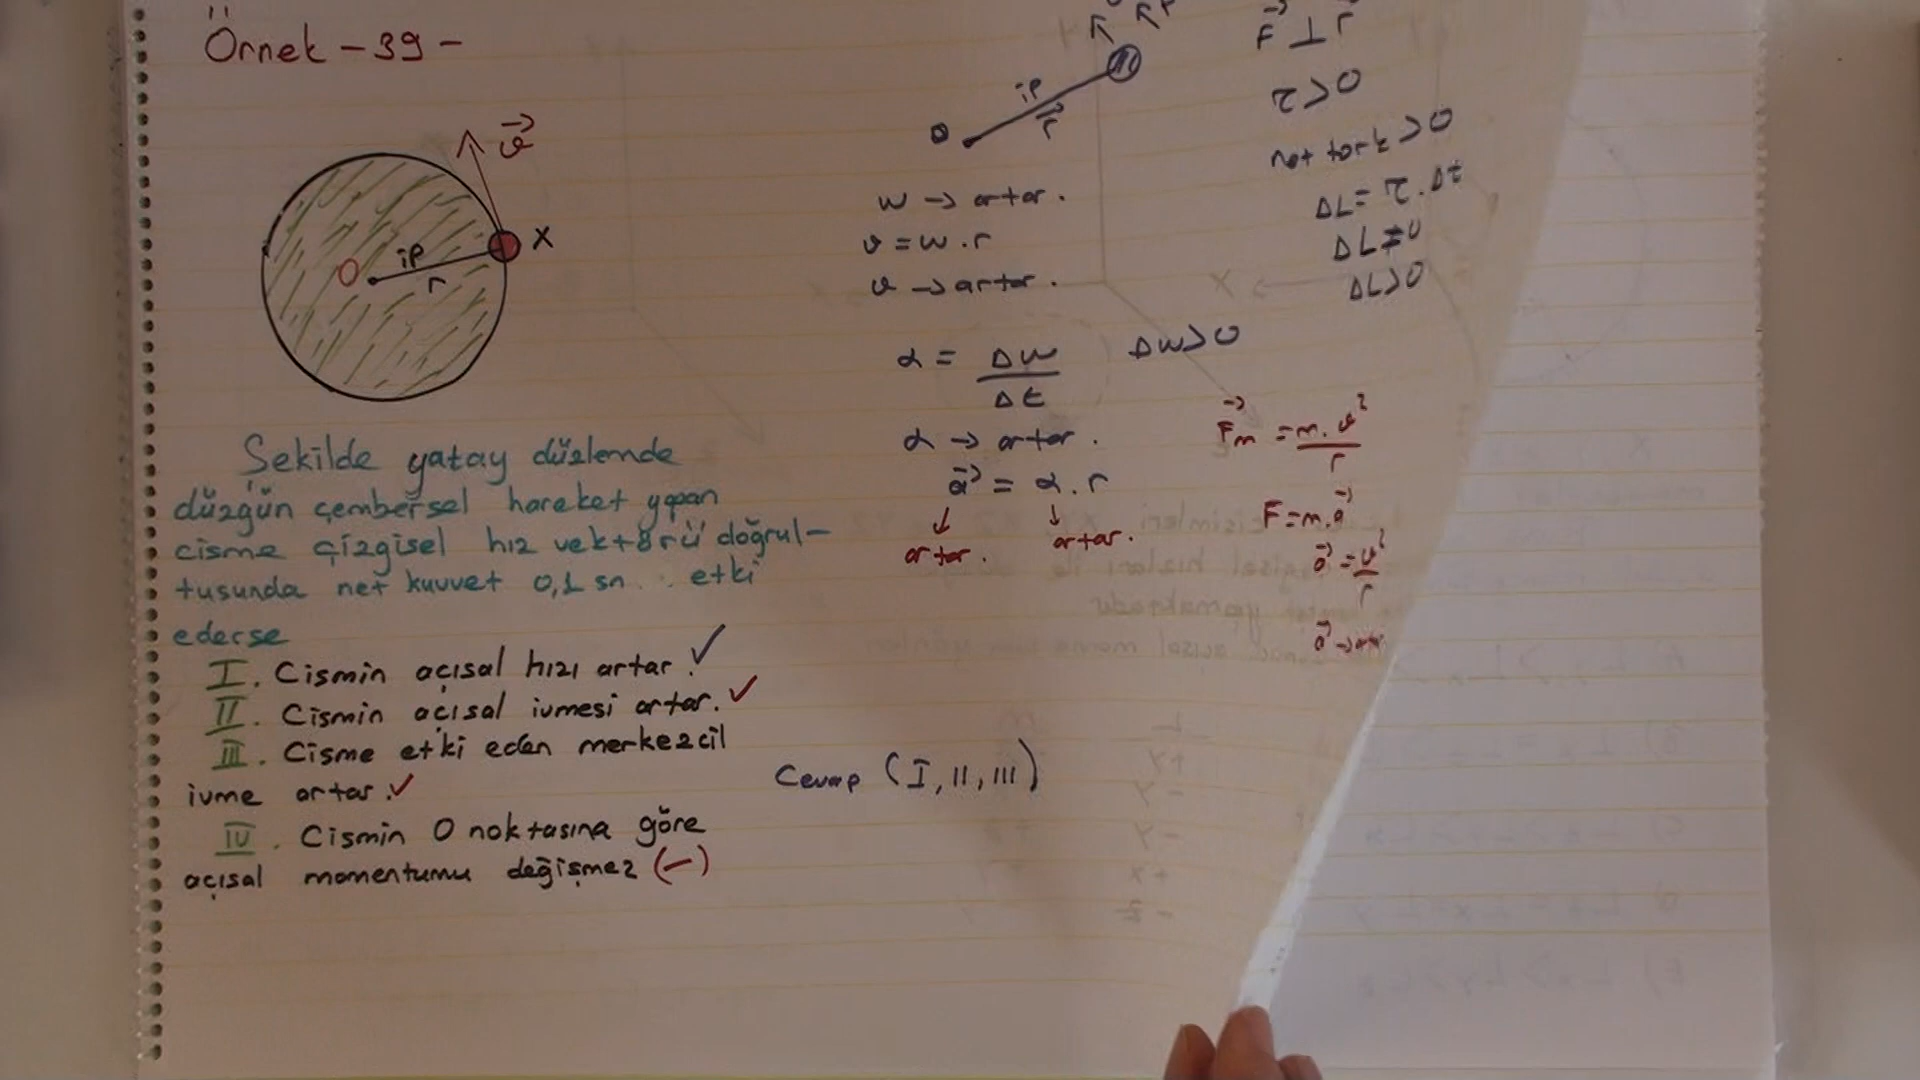 Örnek - 39 -
v
X
O
ip
r
Şekilde yatay düzlemde
düzgün çembersel hareket yapan
cisme çizgisel hız vektörü doğrul-
tusunda net kuvvet 0,1 sn. etki
ederse
I. Cismin açısal hızı artar. ✓
II. Cismin açısal ivmesi artar. ✓
III. Cisme etki eden merkezcil
ivme artar. ✓
IV. Cismin O noktasına göre
açısal momentumu değişmez (-)
O
ip
r
w → artar.
v = w.r
v → artar.
α = Δw / Δt
Δw>0
α → artar.
a = α.r
artar. artar.
F ⊥ r
τ>0
net tork >0
ΔL = τ.Δt
ΔL≠0
ΔL>0
Fm = m.v² / r
F=m.a
a = v² / r
Cevap (I, II, III)